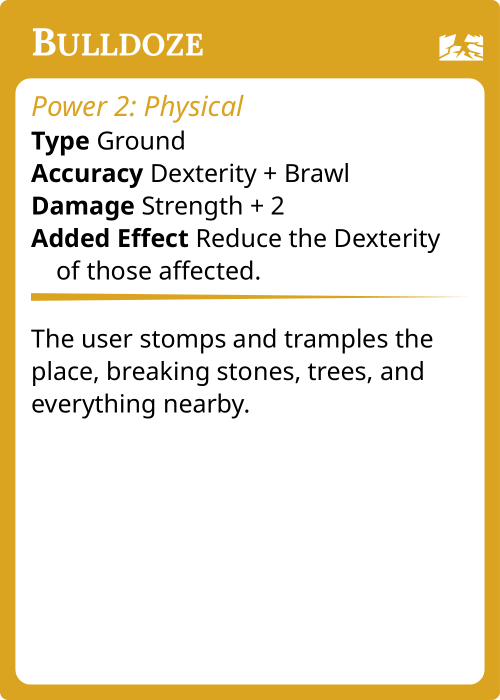 BULLDOZE
Power 2: Physical
Type Ground
Accuracy Dexterity + Brawl
Damage Strength + 2
Added Effect Reduce the Dexterity
of those affected.
The user stomps and tramples the
place, breaking stones, trees, and
everything nearby.